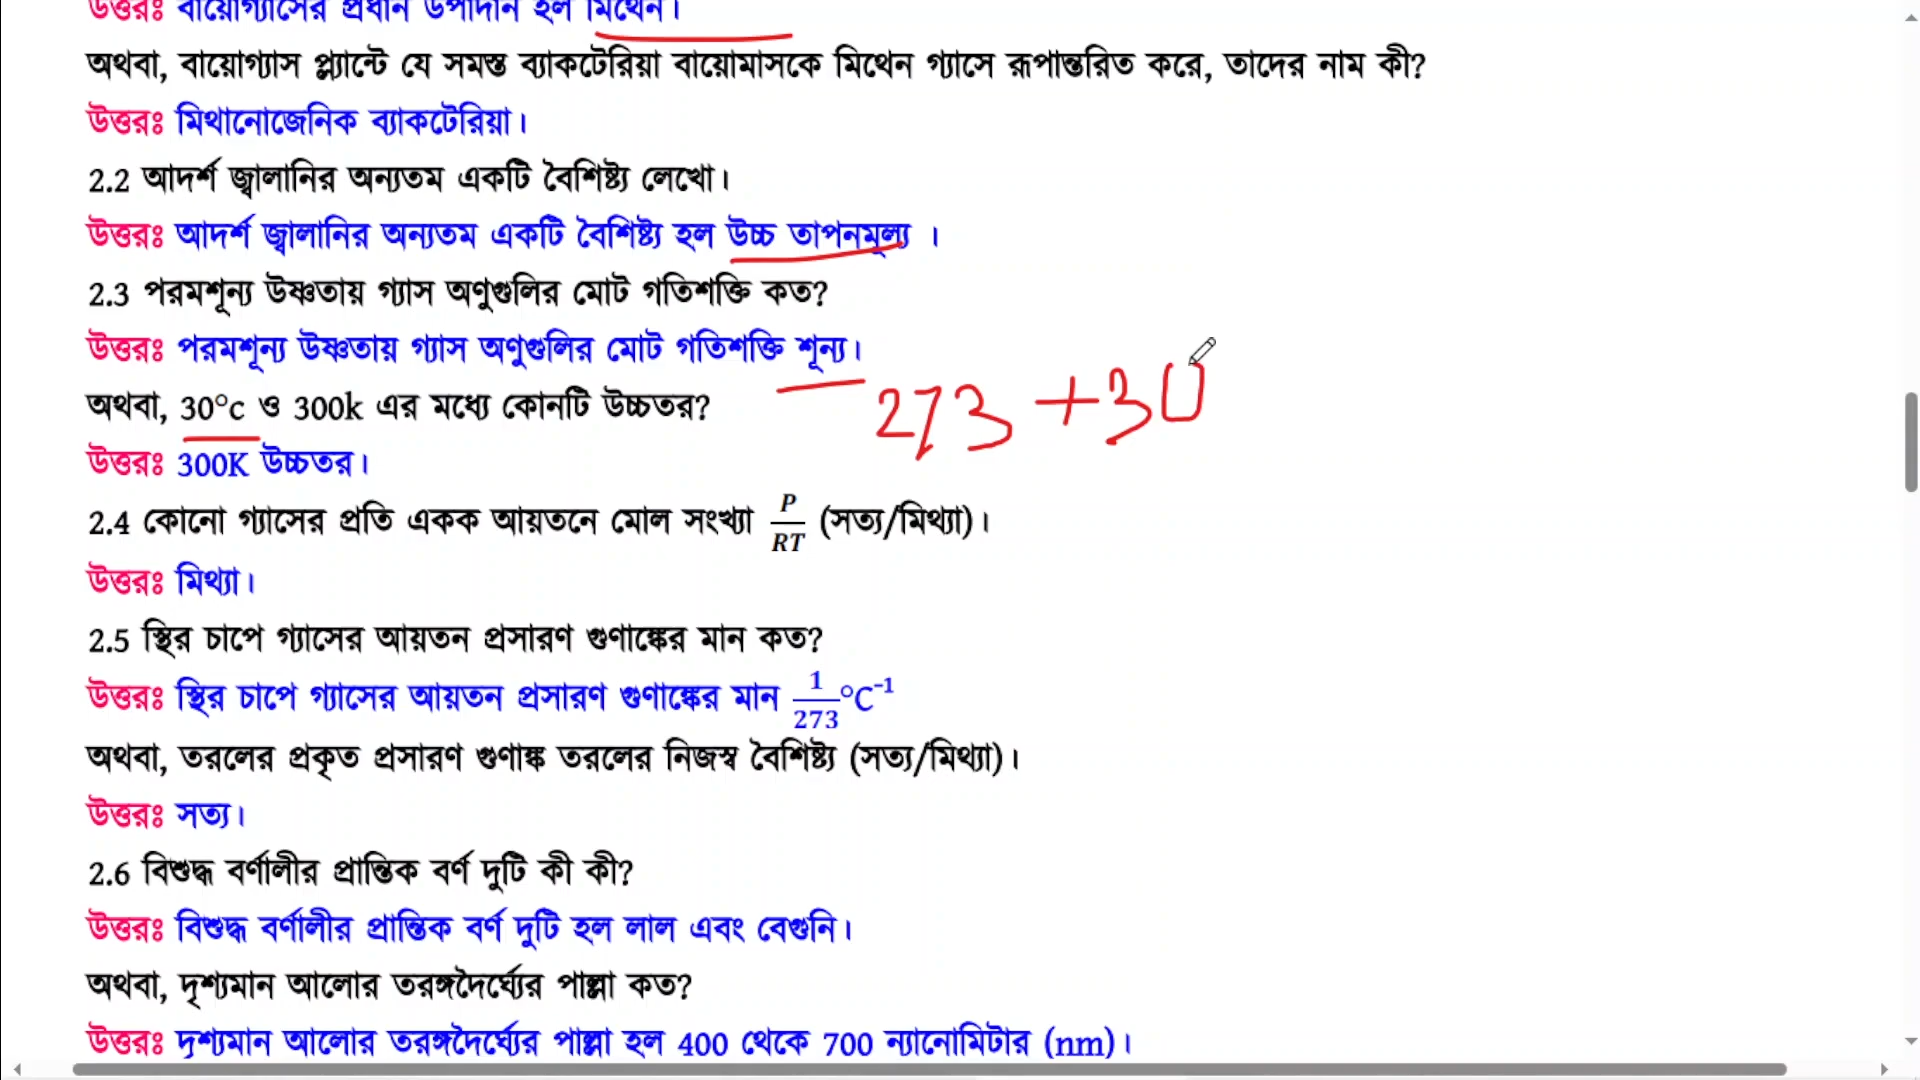 উত্তরঃ বায়োগ্যাসের প্রধান উপাদান হল মিথেন।
অথবা, বায়োগ্যাস প্ল্যান্টে যে সমস্ত ব্যাকটেরিয়া বায়োমাসকে মিথেন গ্যাসে রূপান্তরিত করে, তাদের নাম কী?
উত্তরঃ মিথানোজেনিক ব্যাকটেরিয়া।
2.2 আদর্শ জ্বালানির অন্যতম একটি বৈশিষ্ট্য লেখো।
উত্তরঃ আদর্শ জ্বালানির অন্যতম একটি বৈশিষ্ট্য হল উচ্চ তাপনমূল্য ।
2.3 পরমশূন্য উষ্ণতায় গ্যাস অণুগুলির মোট গতিশক্তি কত?
উত্তরঃ পরমশূন্য উষ্ণতায় গ্যাস অণুগুলির মোট গতিশক্তি শূন্য।
অথবা, 30°c ও 300k এর মধ্যে কোনটি উচ্চতর?
273 +30
উত্তরঃ 300K উচ্চতর।
2.4 কোনো গ্যাসের প্রতি একক আয়তনে মোল সংখ্যা P/RT (সত্য/মিথ্যা)।
উত্তরঃ মিথ্যা।
2.5 স্থির চাপে গ্যাসের আয়তন প্রসারণ গুণাঙ্কের মান কত?
উত্তরঃ স্থির চাপে গ্যাসের আয়তন প্রসারণ গুণাঙ্কের মান 1/273 °C⁻¹
অথবা, তরলের প্রকৃত প্রসারণ গুণাঙ্ক তরলের নিজস্ব বৈশিষ্ট্য (সত্য/মিথ্যা)।
উত্তরঃ সত্য।
2.6 বিশুদ্ধ বর্ণালীর প্রান্তিক বর্ণ দুটি কী কী?
উত্তরঃ বিশুদ্ধ বর্ণালীর প্রান্তিক বর্ণ দুটি হল লাল এবং বেগুনি।
অথবা, দৃশ্যমান আলোর তরঙ্গদৈর্ঘ্যের পাল্লা কত?
উত্তরঃ দৃশ্যমান আলোর তরঙ্গদৈর্ঘ্যের পাল্লা হল 400 থেকে 700 ন্যানোমিটার (nm)।